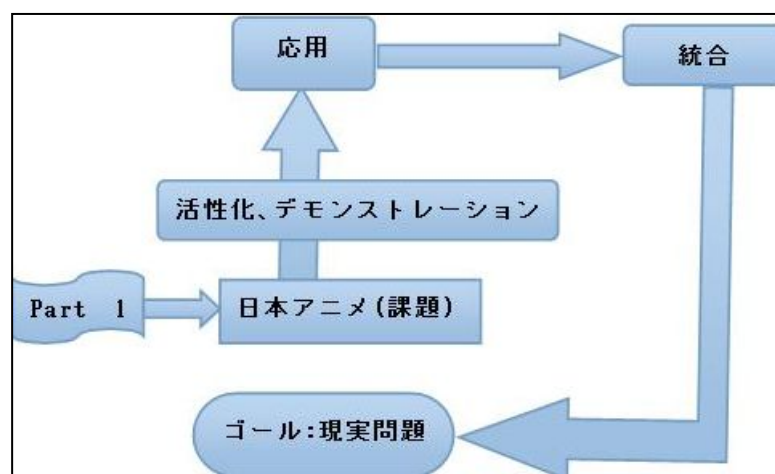 応用
統合
活性化、デモンストレーション
Part 1
日本アニメ(課題)
ゴール:現実問題